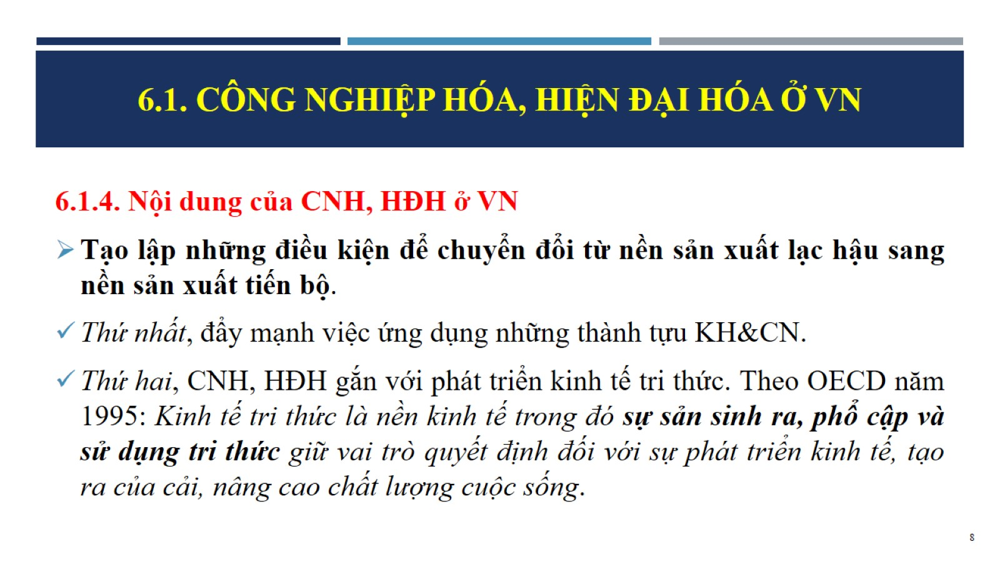 6.1. CÔNG NGHIỆP HÓA, HIỆN ĐẠI HÓA Ở VN
6.1.4. Nội dung của CNH, HĐH ở VN
Tạo lập những điều kiện để chuyển đổi từ nền sản xuất lạc hậu sang
nền sản xuất tiến bộ.
Thứ nhất, đẩy mạnh việc ứng dụng những thành tựu KH&CN.
Thứ hai, CNH, HĐH gắn với phát triển kinh tế tri thức. Theo OECD năm
1995: Kinh tế tri thức là nền kinh tế trong đó sự sản sinh ra, phổ cập và
sử dụng tri thức giữ vai trò quyết định đối với sự phát triển kinh tế, tạo
ra của cải, nâng cao chất lượng cuộc sống.
8